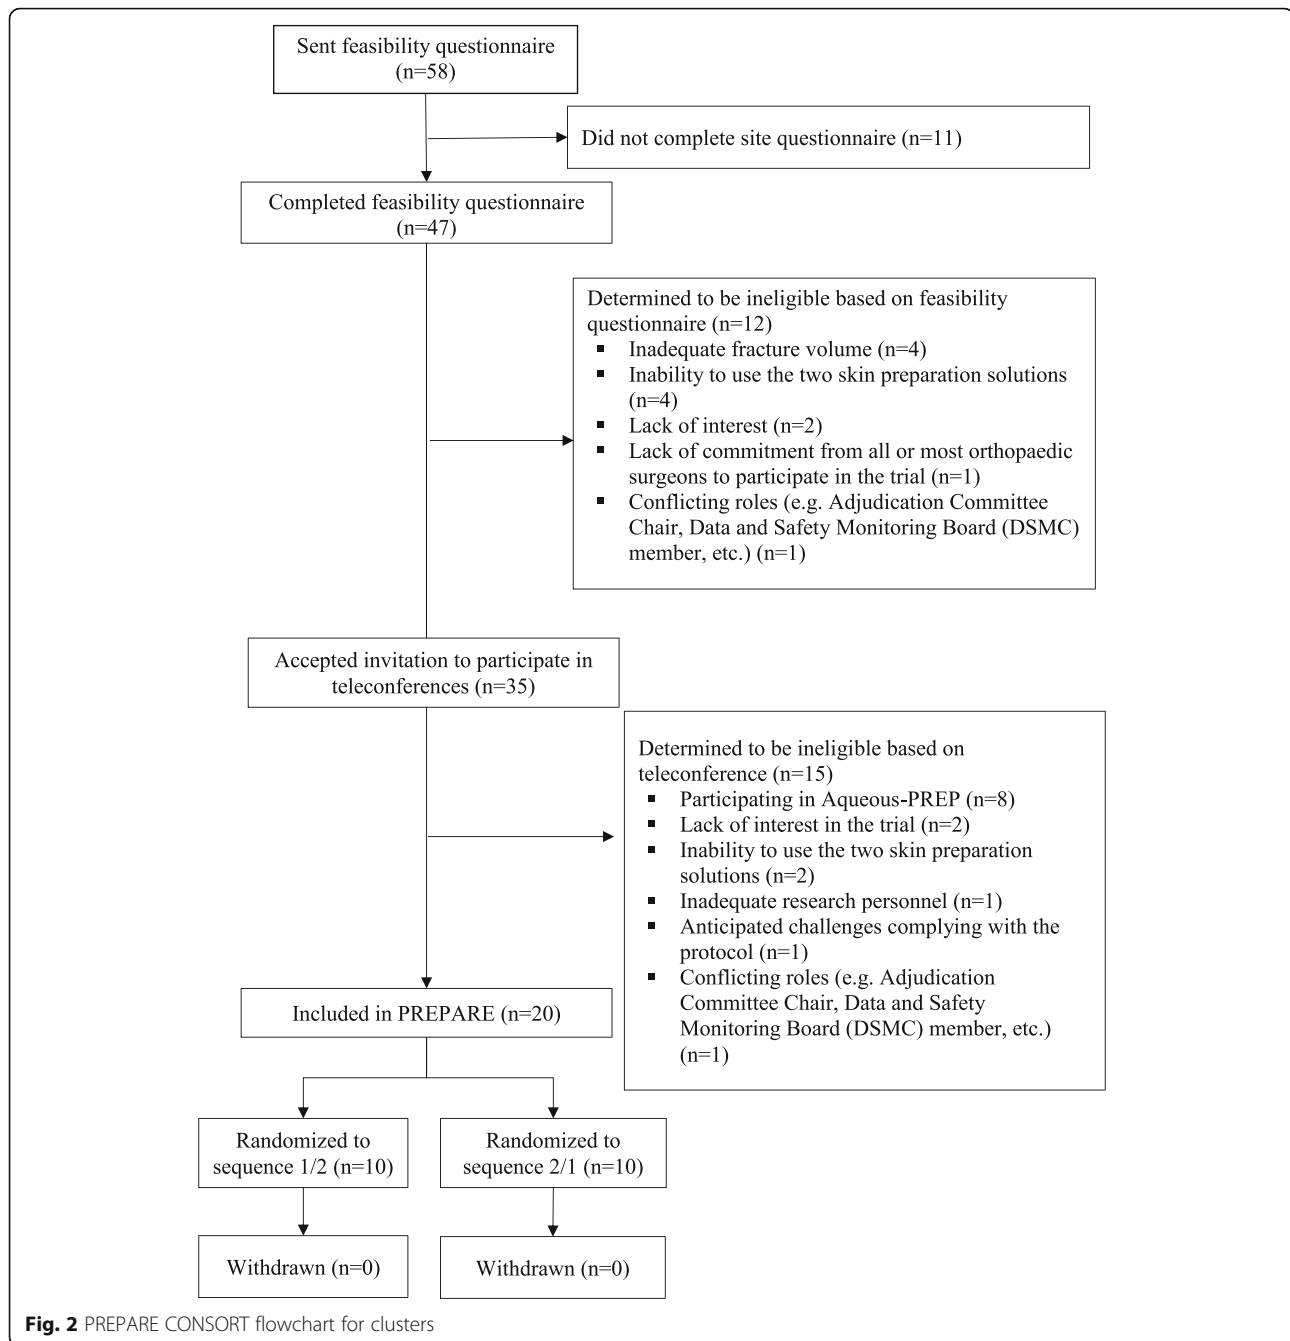 Sent feasibility questionnaire
(n=58)
Did not complete site questionnaire (n=11)
Completed feasibility questionnaire
(n=47)
Determined to be ineligible based on feasibility
questionnaire (n=12)
▪ Inadequate fracture volume (n=4)
▪ Inability to use the two skin preparation solutions
(n=4)
▪ Lack of interest (n=2)
▪ Lack of commitment from all or most orthopaedic
surgeons to participate in the trial (n=1)
▪ Conflicting roles (e.g. Adjudication Committee
Chair, Data and Safety Monitoring Board (DSMC)
member, etc.) (n=1)
Accepted invitation to participate in
teleconferences (n=35)
Determined to be ineligible based on
teleconference (n=15)
▪ Participating in Aqueous-PREP (n=8)
▪ Lack of interest in the trial (n=2)
▪ Inability to use the two skin preparation
solutions (n=2)
▪ Inadequate research personnel (n=1)
▪ Anticipated challenges complying with the
protocol (n=1)
▪ Conflicting roles (e.g. Adjudication
Committee Chair, Data and Safety
Monitoring Board (DSMC) member, etc.)
(n=1)
Included in PREPARE (n=20)
Randomized to
sequence 1/2 (n=10)
Randomized to
sequence 2/1 (n=10)
Withdrawn (n=0)
Withdrawn (n=0)
Fig. 2 PREPARE CONSORT flowchart for clusters